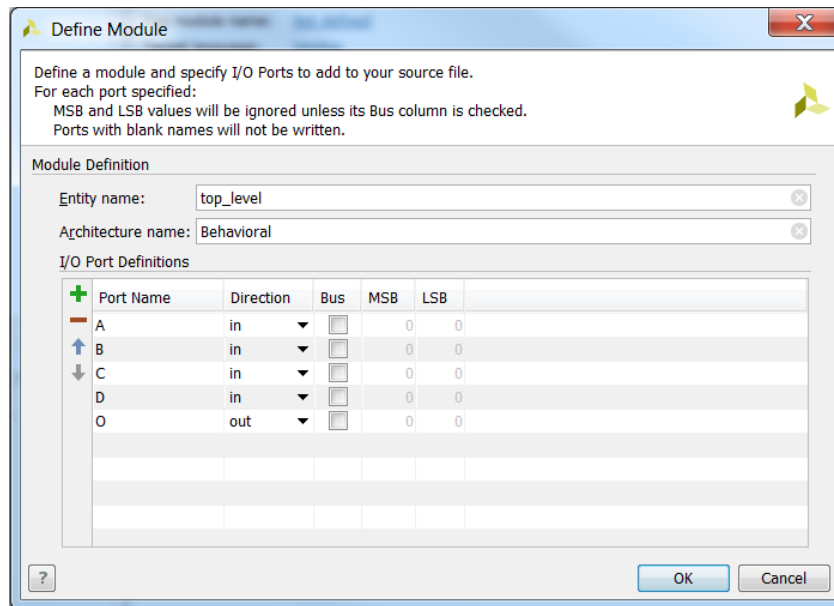 Define Module
Define a module and specify I/O Ports to add to your source file.
For each port specified:
MSB and LSB values will be ignored unless its Bus column is checked.
Ports with blank names will not be written.
Module Definition
Entity name: top_level
Architecture name: Behavioral
I/O Port Definitions
Port Name Direction Bus MSB LSB
A in 0 0
B in 0 0
C in 0 0
D in 0 0
O out 0 0
? OK Cancel